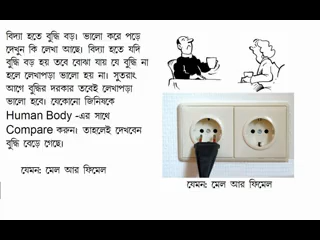 বিদ্যা হতে বুদ্ধি বড়। ভালো করে পড়ে
দেখুন কি লেখা আছে। বিদ্যা হতে যদি
বুদ্ধি বড় হয় তবে বোঝা যায় যে বুদ্ধি না
হলে লেখাপড়া ভালো হয় না। সুতরাং
আগে বুদ্ধির দরকার তবেই লেখাপড়া
ভালো হবে। যেকোনো জিনিষকে
Human Body -এর সাথে
Compare করুন। তাহলেই দেখবেন
বুদ্ধি বেড়ে গেছে।
যেমন: মেল আর ফিমেল
যেমন: মেল আর ফিমেল